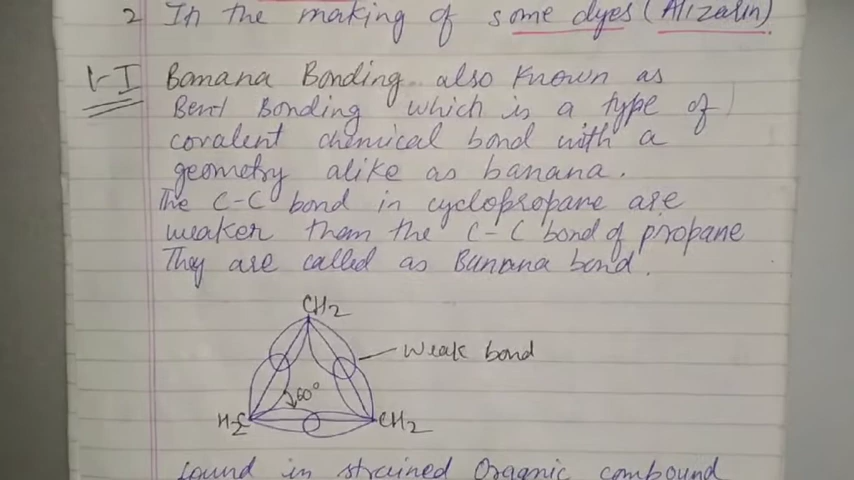 2 In the making of some dyes (Alizarin)
1-I Banana Bonding also known as
Bent Bonding which is a type of
covalent chemical bond with a
geometry alike as banana.
The C-C bond in cyclopropane are
weaker them the C-C bond of propane
They are called as Banana bond.
CH2
Weak bond
60°
H2C
CH2
found in strained Organic compound